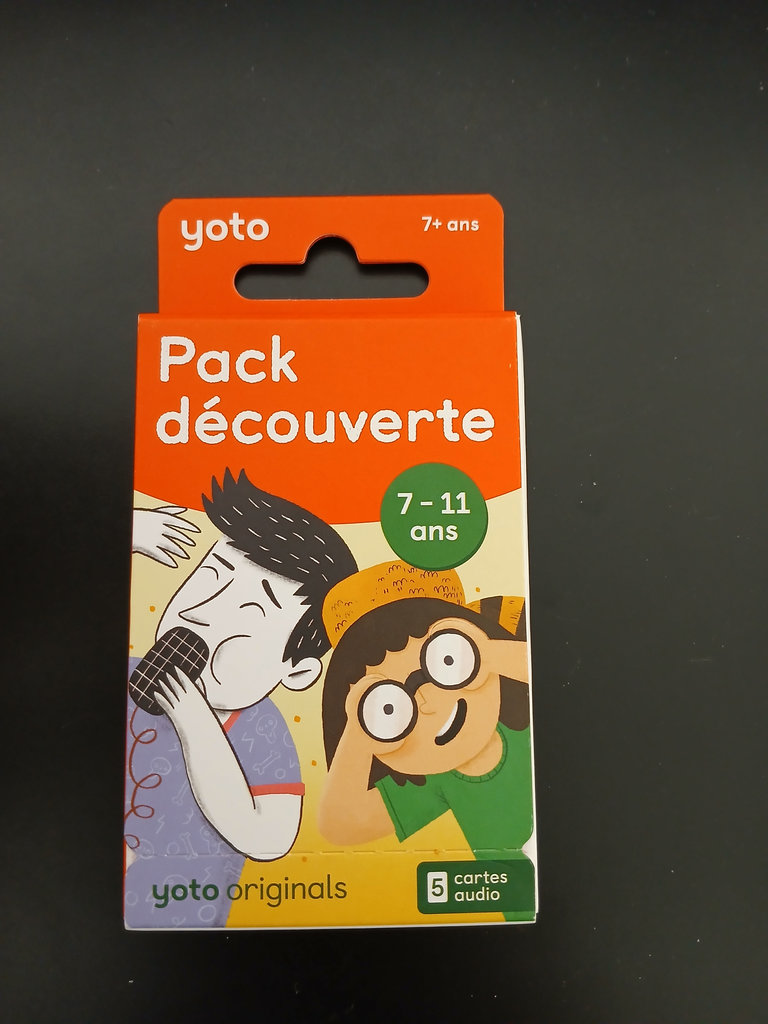 yoto
7+ ans
Pack
découverte
7 - 11
ans
yoto originals
5 cartes
audio